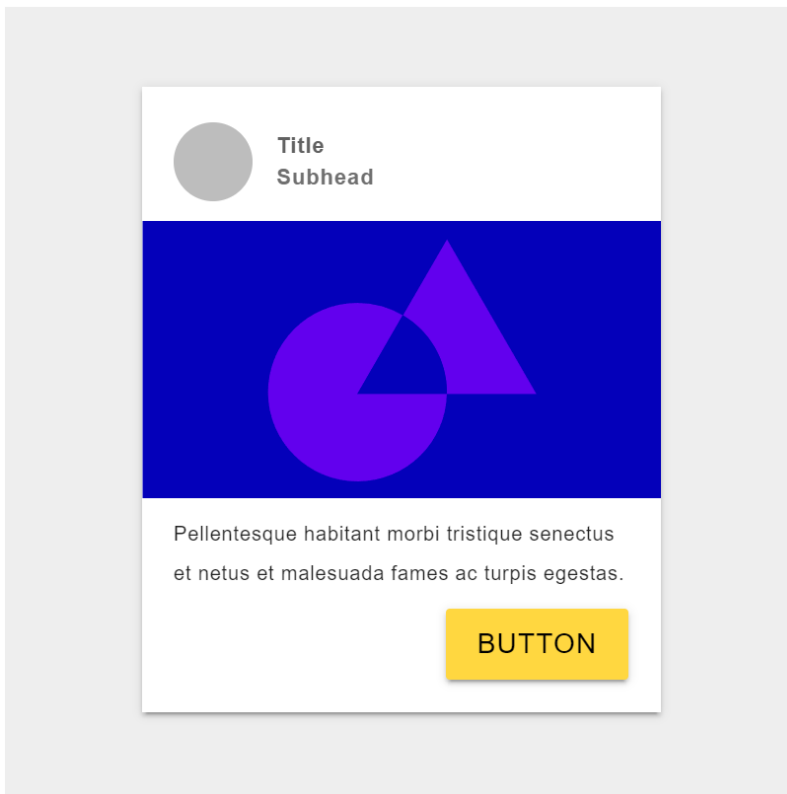 Title
Subhead
Pellentesque habitant morbi tristique senectus
et netus et malesuada fames ac turpis egestas.
BUTTON